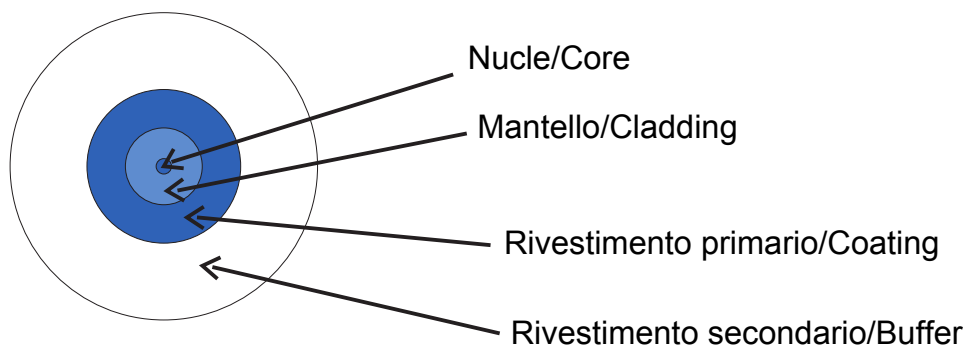 Nucle/Core
Mantello/Cladding
Rivestimento primario/Coating
Rivestimento secondario/Buffer